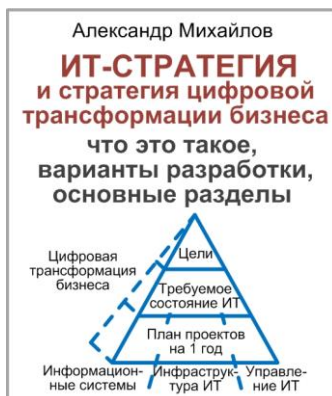 Александр Михайлов
ИТ-СТРАТЕГИЯ
и стратегия цифровой
трансформации бизнеса
что это такое,
варианты разработки,
основные разделы
Цифровая
трансформация
бизнеса
Цели
Требуемое
состояние ИТ
План проектов
на 1 год
Информацион-
ные системы
Инфраструк-
тура ИТ
Управле-
ние ИТ